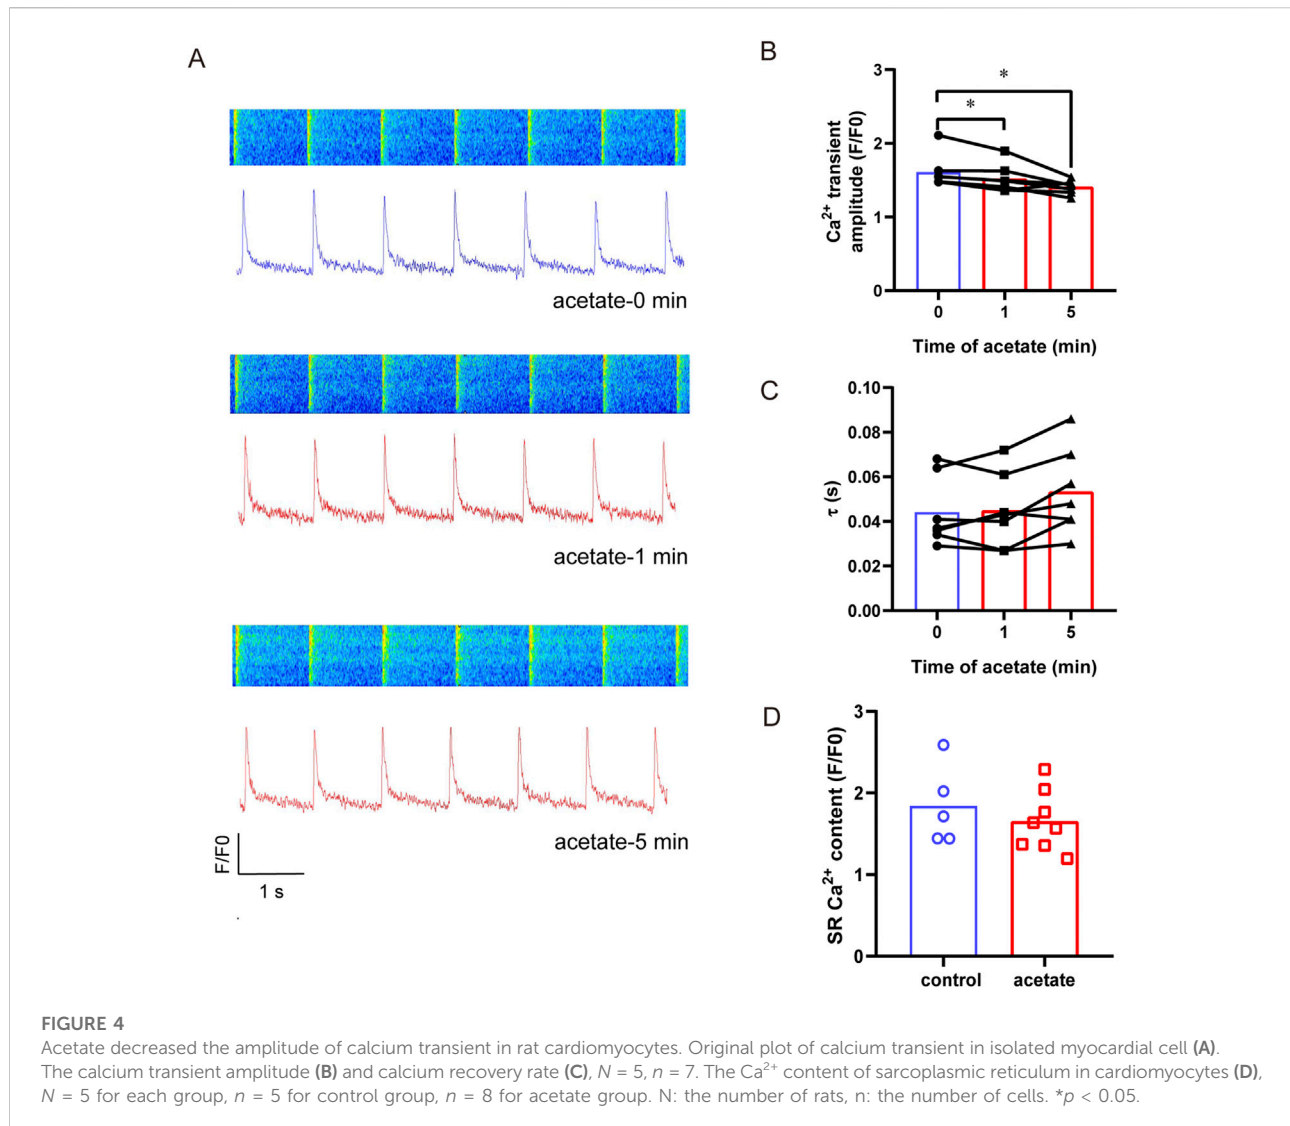 A
acetate-0 min
acetate-1 min
acetate-5 min
F/F0
1 s
B
Ca²⁺ transient
amplitude (F/F0)
3
2
1
0
*
*
0 1 5
Time of acetate (min)
C
τ (s)
0.10
0.08
0.06
0.04
0.02
0.00
0 1 5
Time of acetate (min)
D
SR Ca²⁺ content (F/F0)
3
2
1
0
control acetate
FIGURE 4
Acetate decreased the amplitude of calcium transient in rat cardiomyocytes. Original plot of calcium transient in isolated myocardial cell (A).
The calcium transient amplitude (B) and calcium recovery rate (C), N = 5, n = 7. The Ca²⁺ content of sarcoplasmic reticulum in cardiomyocytes (D),
N = 5 for each group, n = 5 for control group, n = 8 for acetate group. N: the number of rats, n: the number of cells. *p < 0.05.